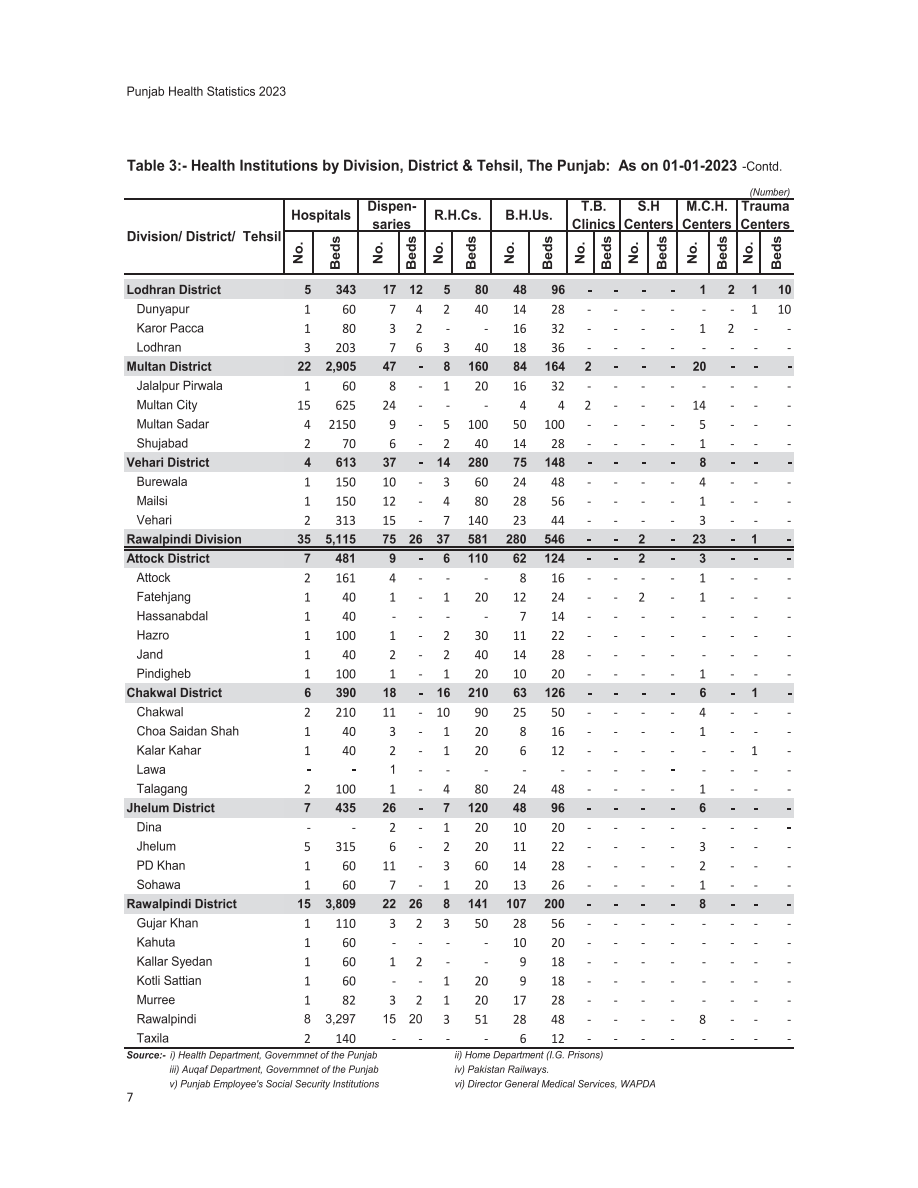 Punjab Health Statistics 2023
Table 3:- Health Institutions by Division, District & Tehsil, The Punjab: As on 01-01-2023 -Contd.
(Number)
Division/ District/ Tehsil Hospitals Dispen-saries R.H.Cs. B.H.Us. T.B. Clinics S.H Centers M.C.H. Centers Trauma Centers
No. Beds No. Beds No. Beds No. Beds No. Beds No. Beds No. Beds No. Beds
Lodhran District 5 343 17 12 5 80 48 96 - - - - 1 2 1 10
Dunyapur 1 60 7 4 2 40 14 28 - - - - - - 1 10
Karor Pacca 1 80 3 2 - - 16 32 - - - - 1 2 - -
Lodhran 3 203 7 6 3 40 18 36 - - - - - - - -
Multan District 22 2,905 47 - 8 160 84 164 2 - - - 20 - - -
Jalalpur Pirwala 1 60 8 - 1 20 16 32 - - - - - - - -
Multan City 15 625 24 - - - 4 4 2 - - - 14 - - -
Multan Sadar 4 2150 9 - 5 100 50 100 - - - - 5 - - -
Shujabad 2 70 6 - 2 40 14 28 - - - - 1 - - -
Vehari District 4 613 37 - 14 280 75 148 - - - - 8 - - -
Burewala 1 150 10 - 3 60 24 48 - - - - 4 - - -
Mailsi 1 150 12 - 4 80 28 56 - - - - 1 - - -
Vehari 2 313 15 - 7 140 23 44 - - - - 3 - - -
Rawalpindi Division 35 5,115 75 26 37 581 280 546 - - 2 - 23 - 1 -
Attock District 7 481 9 - 6 110 62 124 - - 2 - 3 - - -
Attock 2 161 4 - - - 8 16 - - - - 1 - - -
Fatehjang 1 40 1 - 1 20 12 24 - - 2 - 1 - - -
Hassanabdal 1 40 - - - - 7 14 - - - - - - - -
Hazro 1 100 1 - 2 30 11 22 - - - - - - - -
Jand 1 40 2 - 2 40 14 28 - - - - - - - -
Pindigheb 1 100 1 - 1 20 10 20 - - - - 1 - - -
Chakwal District 6 390 18 - 16 210 63 126 - - - - 6 - 1 -
Chakwal 2 210 11 - 10 90 25 50 - - - - 4 - - -
Choa Saidan Shah 1 40 3 - 1 20 8 16 - - - - 1 - - -
Kalar Kahar 1 40 2 - 1 20 6 12 - - - - - - 1 -
Lawa - - 1 - - - - - - - - - - - - -
Talagang 2 100 1 - 4 80 24 48 - - - - 1 - - -
Jhelum District 7 435 26 - 7 120 48 96 - - - - 6 - - -
Dina - - 2 - 1 20 10 20 - - - - - - - -
Jhelum 5 315 6 - 2 20 11 22 - - - - 3 - - -
PD Khan 1 60 11 - 3 60 14 28 - - - - 2 - - -
Sohawa 1 60 7 - 1 20 13 26 - - - - 1 - - -
Rawalpindi District 15 3,809 22 26 8 141 107 200 - - - - 8 - - -
Gujar Khan 1 110 3 2 3 50 28 56 - - - - - - - -
Kahuta 1 60 - - - - 10 20 - - - - - - - -
Kallar Syedan 1 60 1 2 - - 9 18 - - - - - - - -
Kotli Sattian 1 60 - - 1 20 9 18 - - - - - - - -
Murree 1 82 3 2 1 20 17 28 - - - - - - - -
Rawalpindi 8 3,297 15 20 3 51 28 48 - - - - 8 - - -
Taxila 2 140 - - - - 6 12 - - - - - - - -
Source:- i) Health Department, Governmnet of the Punjab ii) Home Department (I.G. Prisons)
iii) Auqaf Department, Governmnet of the Punjab iv) Pakistan Railways.
v) Punjab Employee's Social Security Institutions vi) Director General Medical Services, WAPDA
7